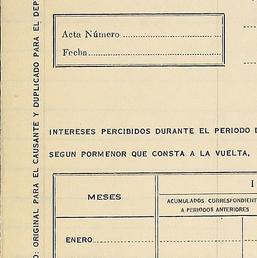 Acta Número
Fecha
O: ORIGINAL PARA EL CAUSANTE Y DUPLICADO PARA EL DEP
INTERESES PERCIBIDOS DURANTE EL PERIODO
SEGUN PORMENOR QUE CONSTA A LA VUELTA,
MESES
I
ACUMULADOS CORRESPONDIENT
A PERIODOS ANTERIORES
ENERO